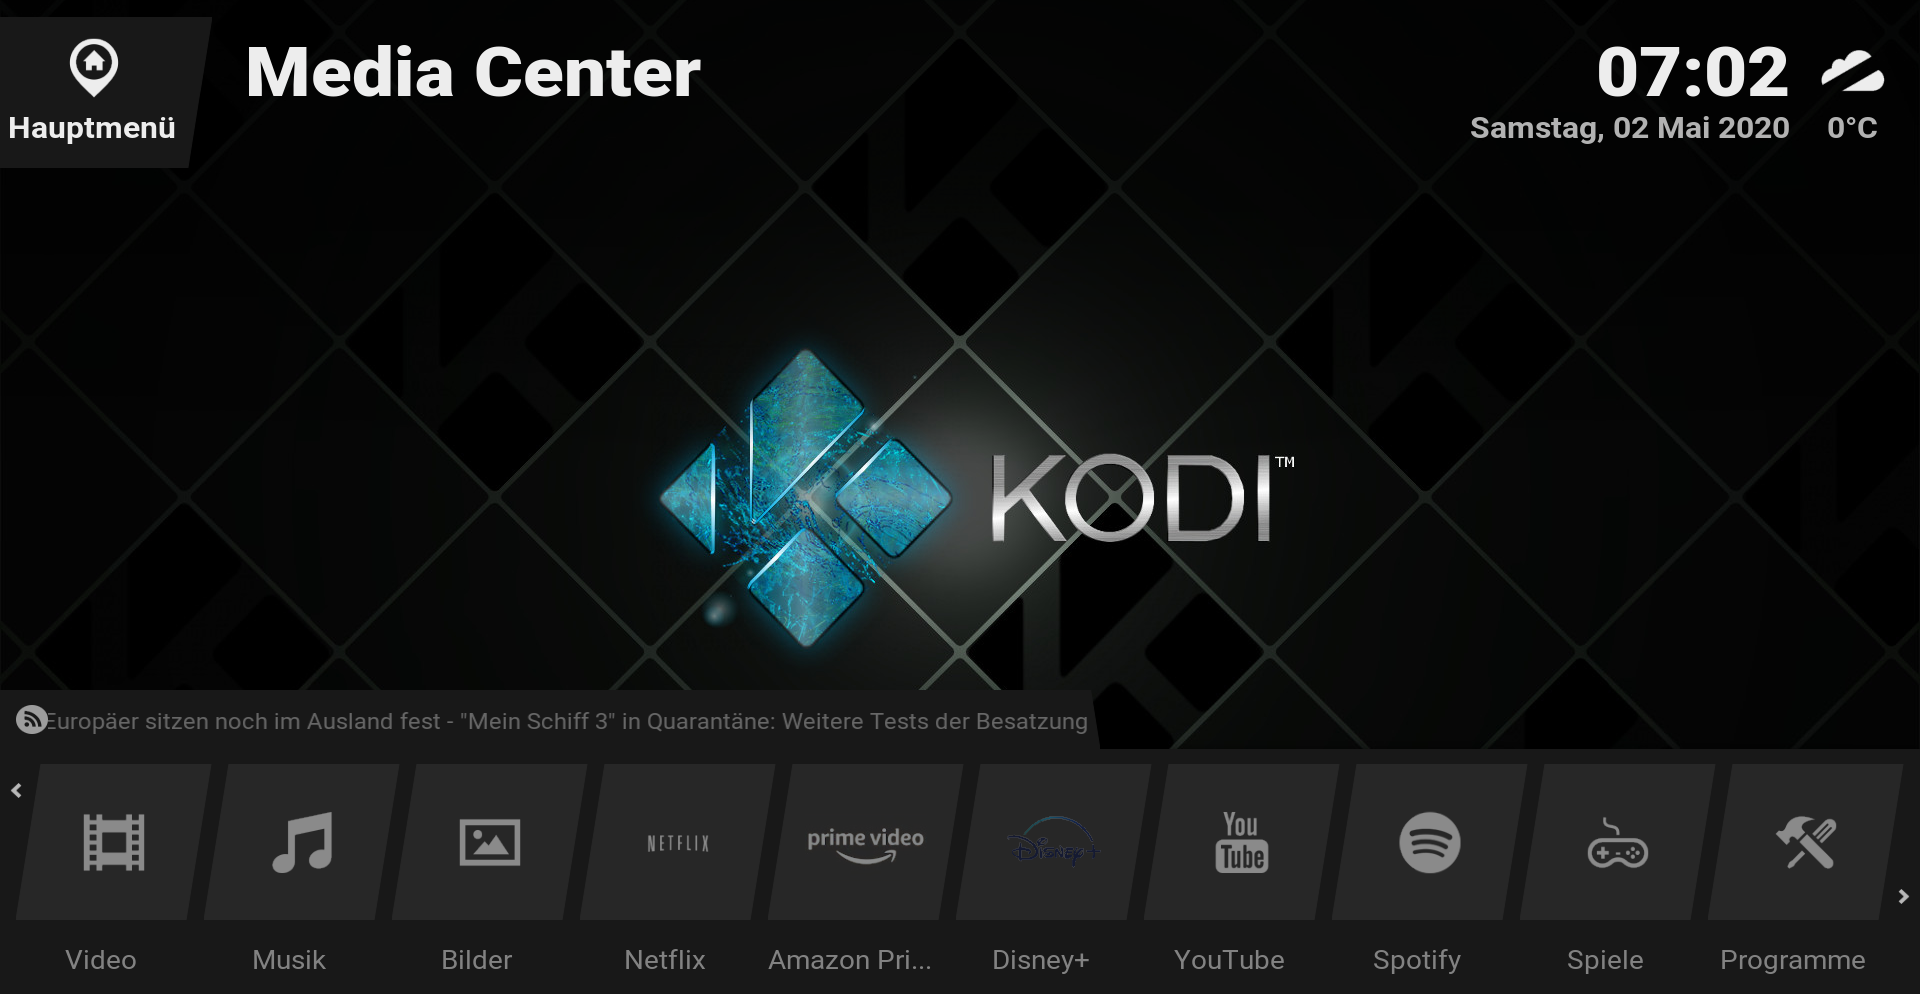 Hauptmenü
Media Center
07:02
Samstag, 02 Mai 2020
0°C
KODI™
Europäer sitzen noch im Ausland fest - "Mein Schiff 3" in Quarantäne: Weitere Tests der Besatzung
NETFLIX
prime video
Disney+
You
Tube
Video
Musik
Bilder
Netflix
Amazon Pri...
Disney+
YouTube
Spotify
Spiele
Programme